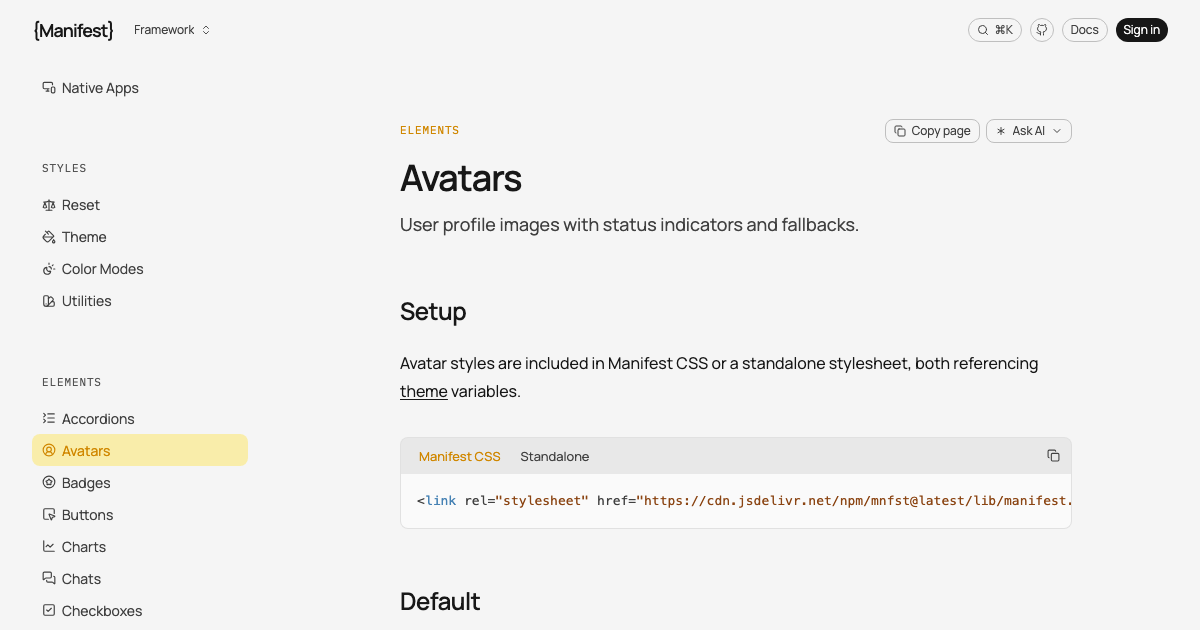 {Manifest}
Framework
⌘K
Docs
Sign in
Native Apps
STYLES
Reset
Theme
Color Modes
Utilities
ELEMENTS
Accordions
Avatars
Badges
Buttons
Charts
Chats
Checkboxes
ELEMENTS
Copy page
Ask AI
Avatars
User profile images with status indicators and fallbacks.
Setup
Avatar styles are included in Manifest CSS or a standalone stylesheet, both referencing
theme variables.
Manifest CSS
Standalone
<link rel="stylesheet" href="https://cdn.jsdelivr.net/npm/mnfst@latest/lib/manifest.
Default